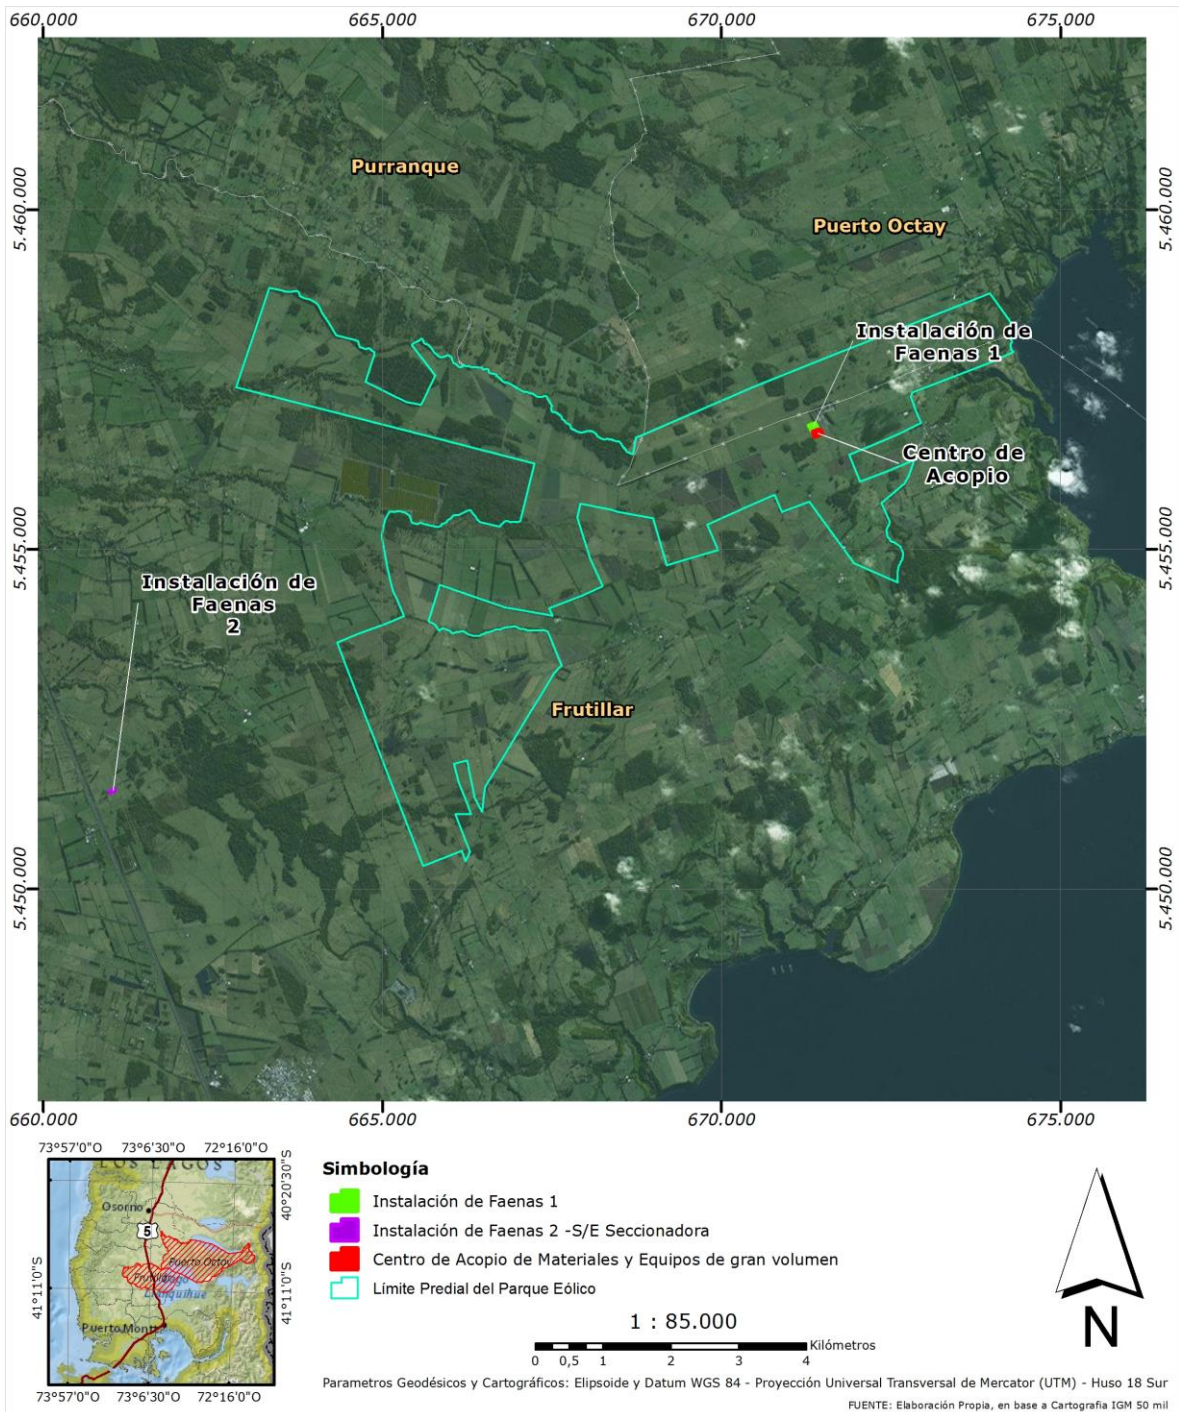 660.000
665.000
670.000
675.000
Purranque
5.460.000
5.460.000
Puerto Octay
Instalación de
Faenas 1
Centro de
Acopio
5.455.000
5.455.000
Instalación de
Faenas
2
Frutillar
5.450.000
5.450.000
660.000
665.000
670.000
675.000
73°57'0"O
73°6'30"O
72°16'0"O
LOS LAGOS
40°20'30"S
Osorno
5
Puerto Octay
Frutillar
Lago
Llanquihue
41°11'0"S
41°11'0"S
Puerto Montt
73°57'0"O
73°6'30"O
72°16'0"O
Simbología
Instalación de Faenas 1
Instalación de Faenas 2 -S/E Seccionadora
Centro de Acopio de Materiales y Equipos de gran volumen
Límite Predial del Parque Eólico
1 : 85.000
Kilómetros
0 0,5 1 2 3 4
N
Parametros Geodésicos y Cartográficos: Elipsoide y Datum WGS 84 - Proyección Universal Transversal de Mercator (UTM) - Huso 18 Sur
FUENTE: Elaboración Propia, en base a Cartografia IGM 50 mil